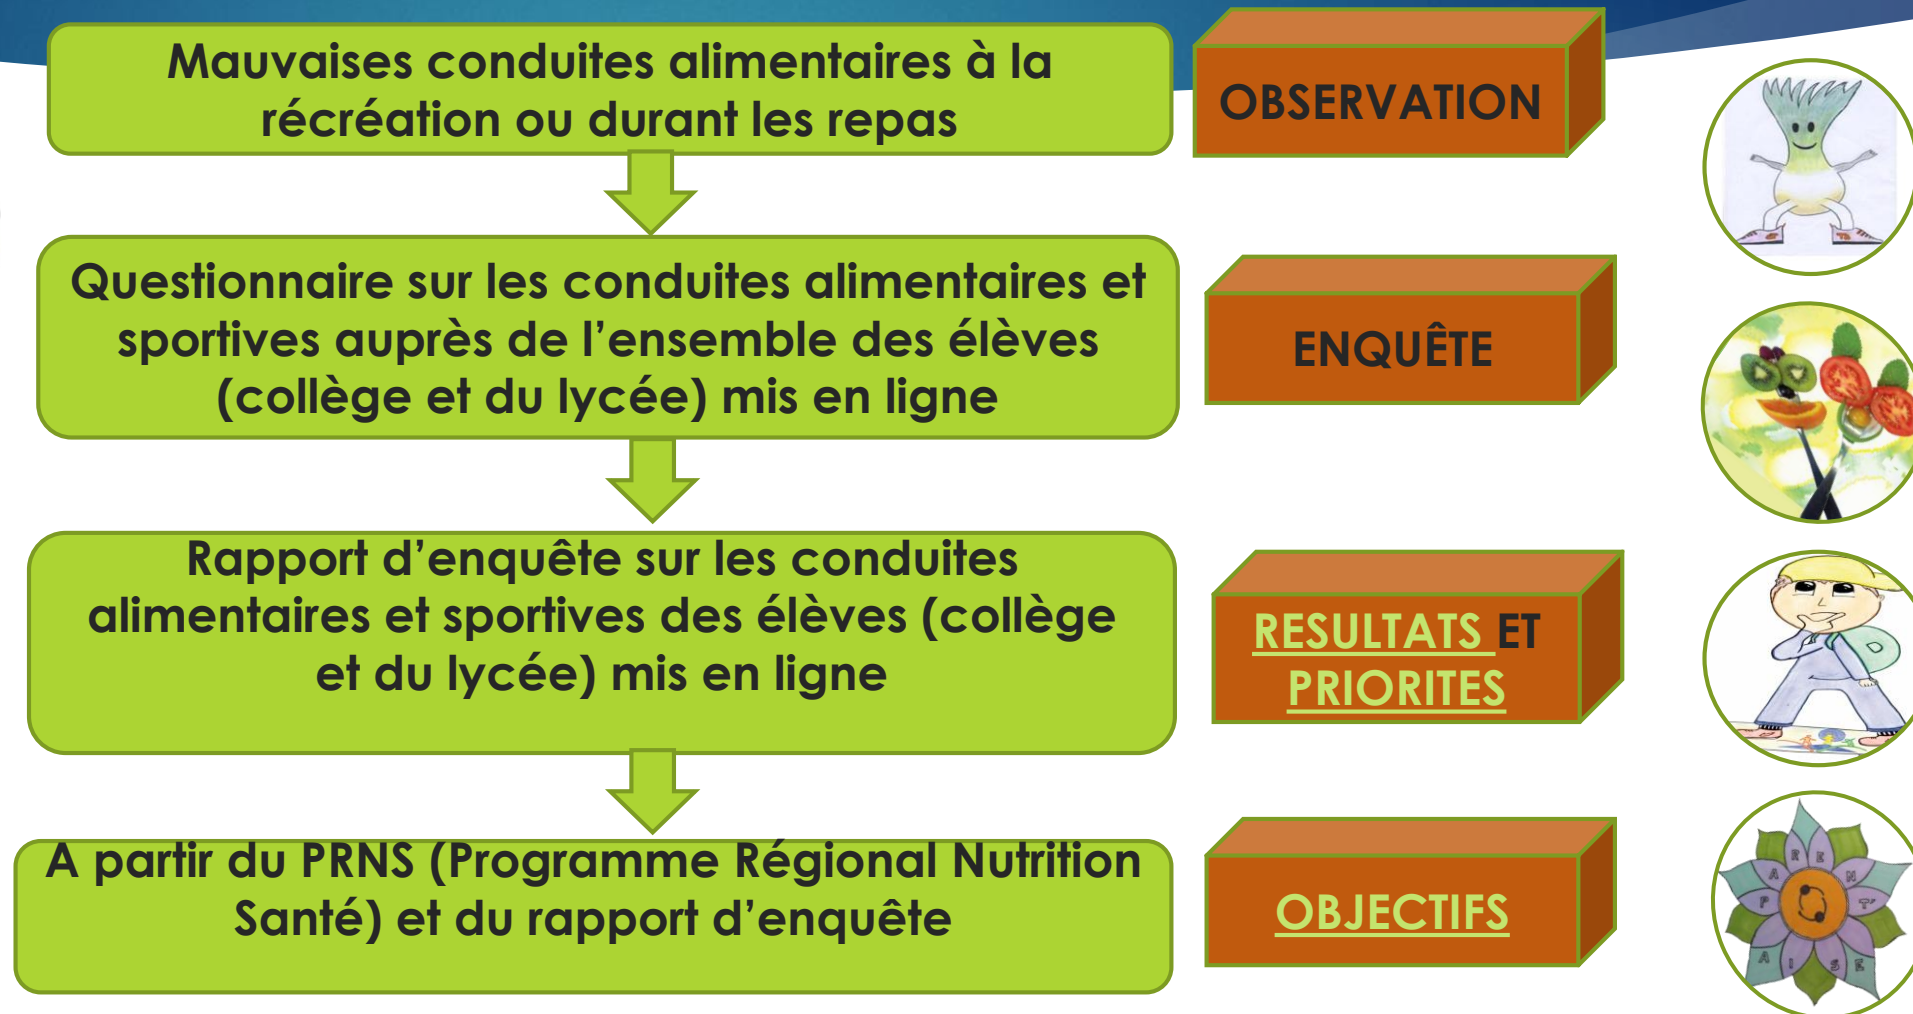 Mauvaises conduites alimentaires à la
récréation ou durant les repas
OBSERVATION
Questionnaire sur les conduites alimentaires et
sportives auprès de l’ensemble des élèves
(collège et du lycée) mis en ligne
ENQUÊTE
Rapport d’enquête sur les conduites
alimentaires et sportives des élèves (collège
et du lycée) mis en ligne
RESULTATS ET
PRIORITES
A partir du PRNS (Programme Régional Nutrition
Santé) et du rapport d’enquête
OBJECTIFS